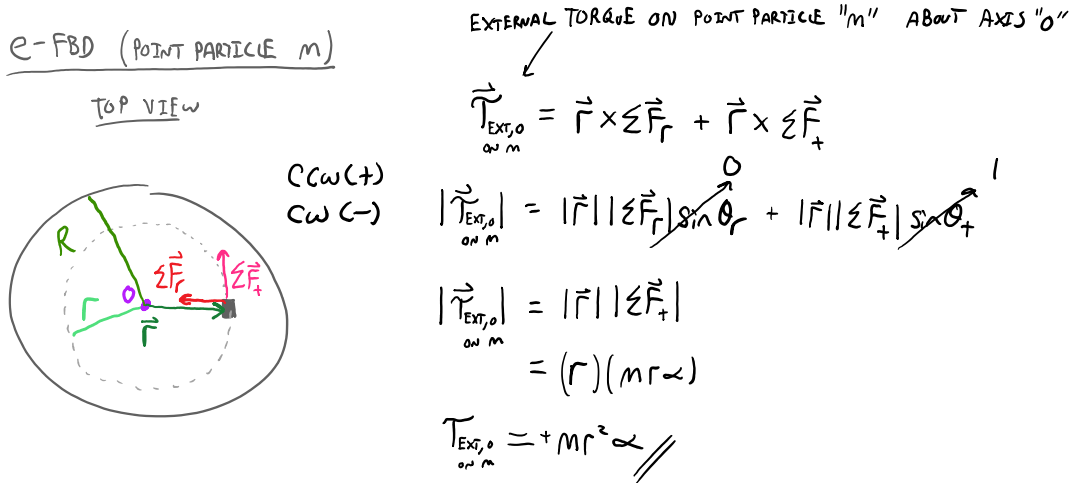 EXTERNAL TORQUE ON POINT PARTICLE "m" ABOUT AXIS "O"
e-FBD (POINT PARTICLE m)
TOP VIEW
CCW (+)
CW (-)
R
r
O
ΣF⃗r
ΣF⃗t
r⃗
τ⃗EXT,O ON m = r⃗ × ΣF⃗r + r⃗ × ΣF⃗t
0
1
|τ⃗EXT,O ON m| = |r⃗||ΣF⃗r| sin θr + |r⃗||ΣF⃗t| sin θt
|τ⃗EXT,O ON m| = |r⃗||ΣF⃗t|
= (r)(mrα)
τEXT,O ON m = +mr²α //